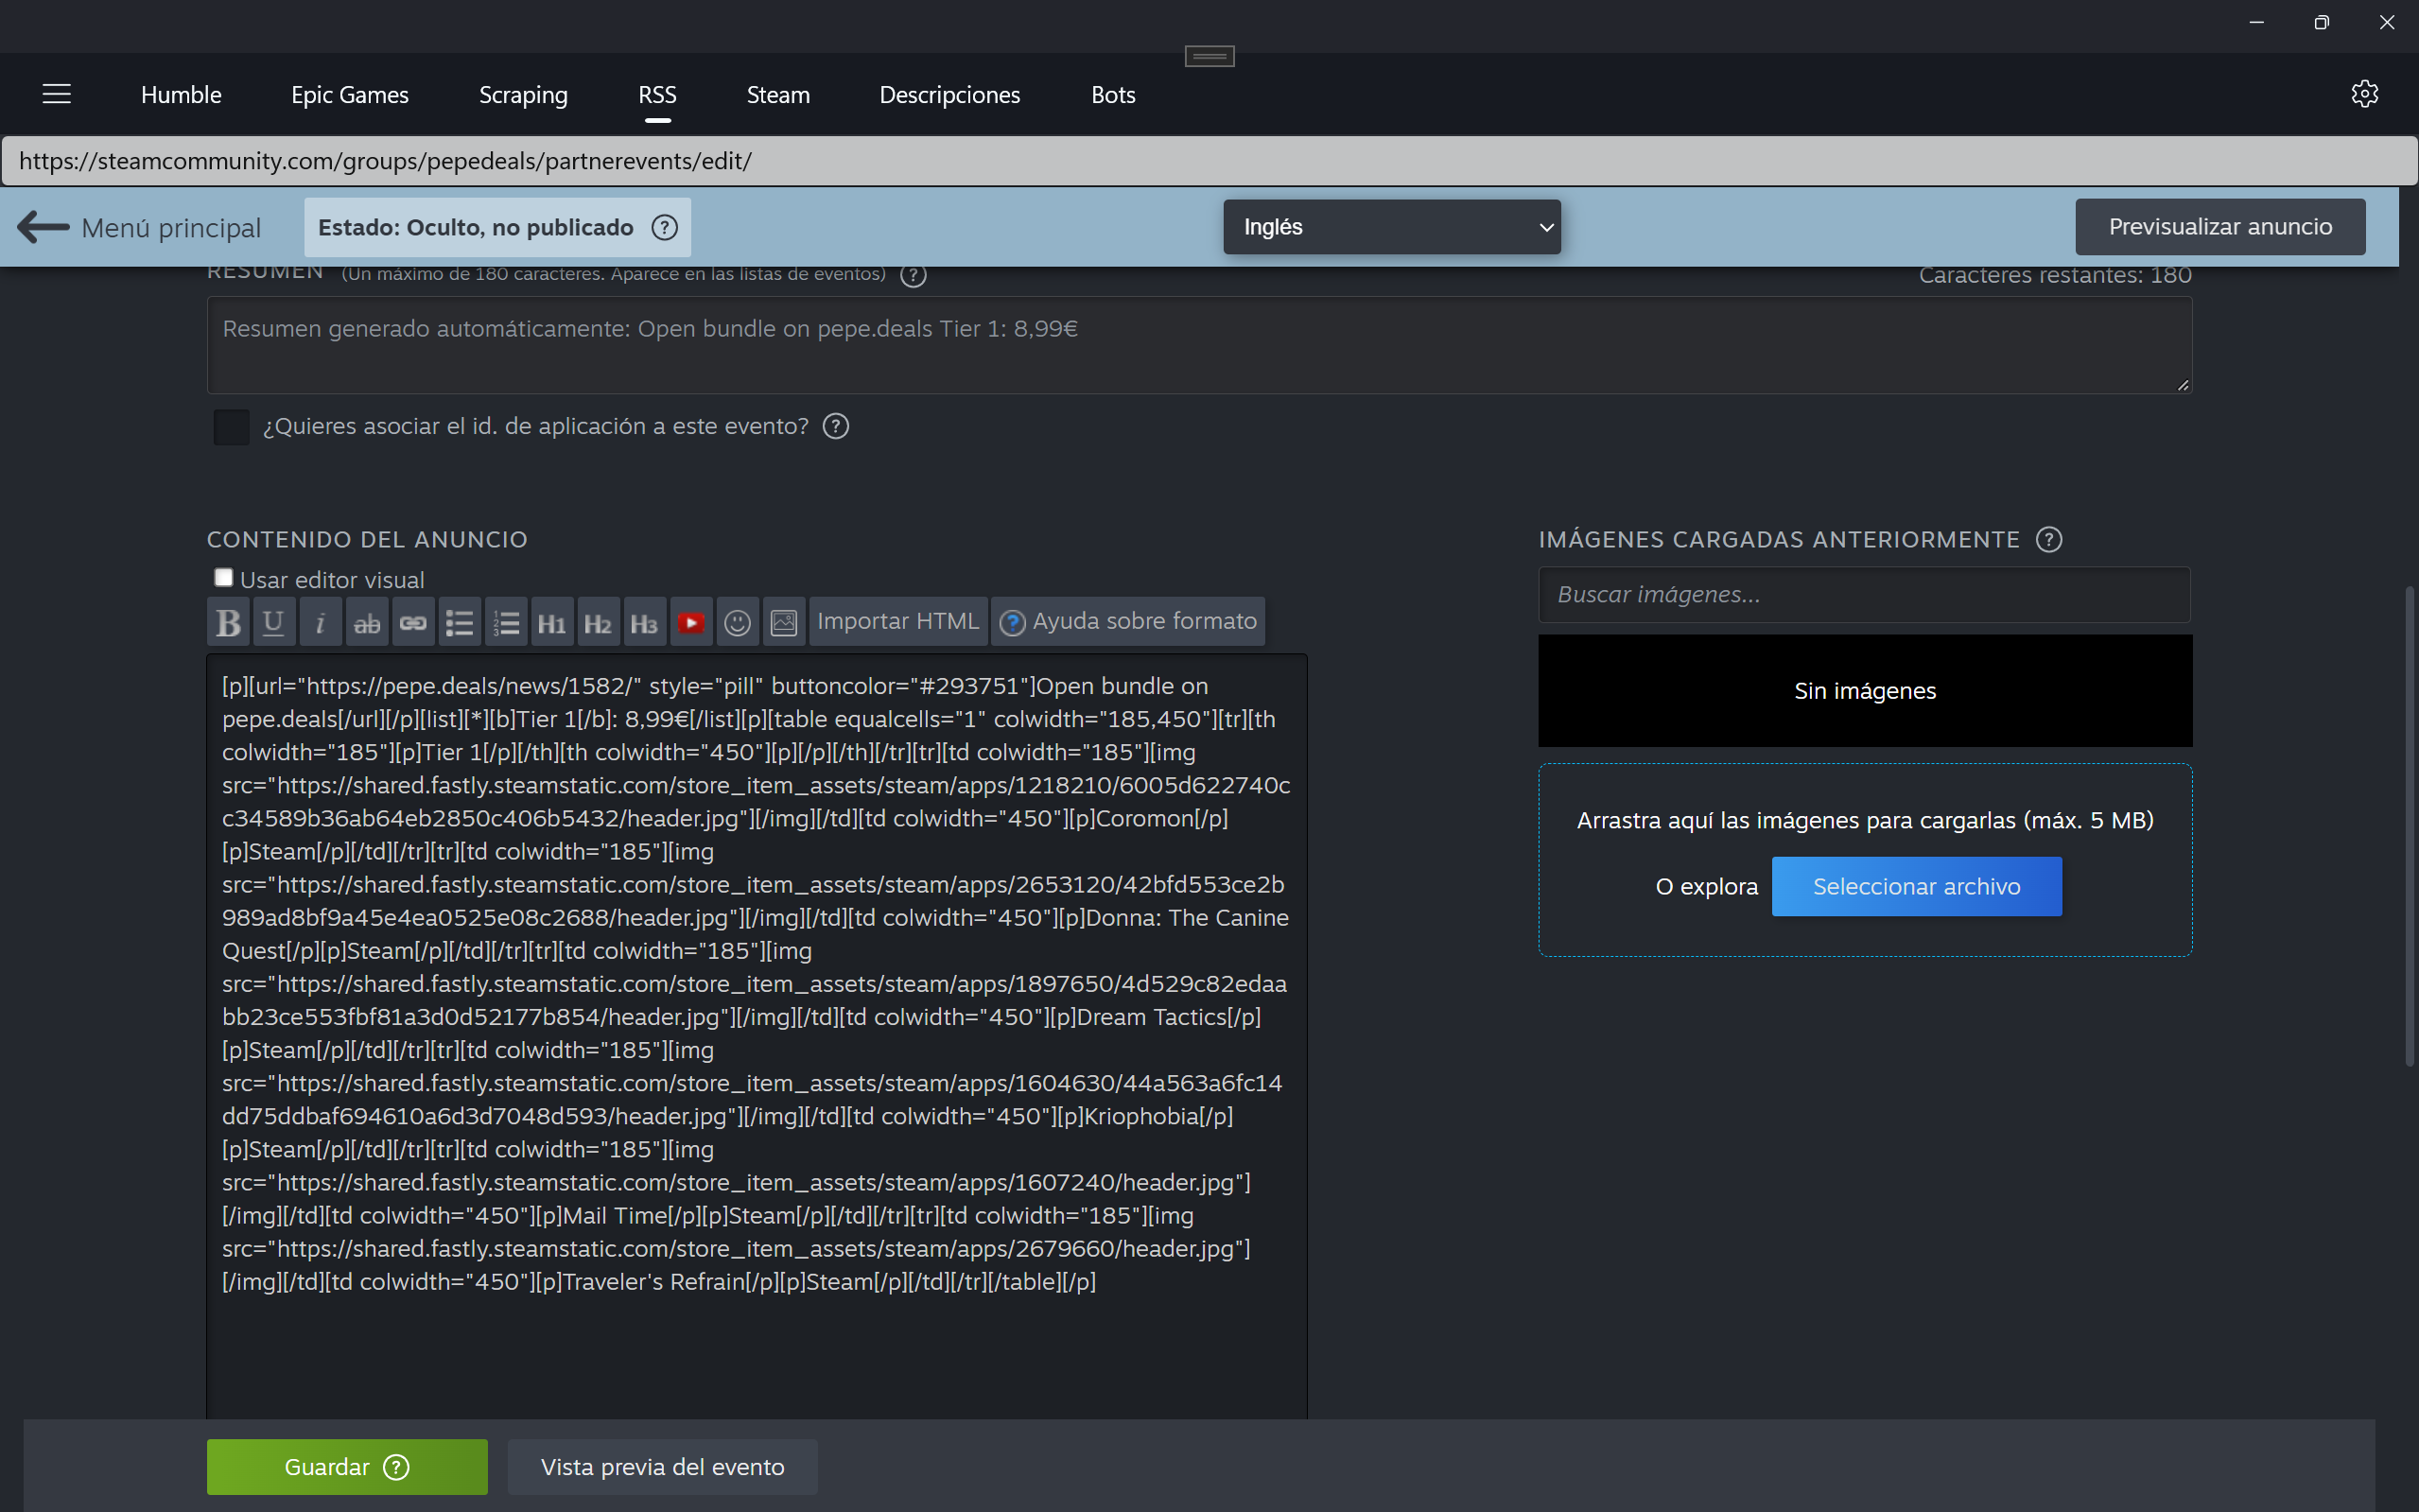 Humble Epic Games Scraping RSS Steam Descripciones Bots
https://steamcommunity.com/groups/pepedeals/partnerevents/edit/
Menú principal
Estado: Oculto, no publicado ?
Inglés
Previsualizar anuncio
RESUMEN (Un máximo de 180 caracteres. Aparece en las listas de eventos) ?
Caracteres restantes: 180
Resumen generado automáticamente: Open bundle on pepe.deals Tier 1: 8,99€
¿Quieres asociar el id. de aplicación a este evento? ?
CONTENIDO DEL ANUNCIO
Usar editor visual
B U i ab H1 H2 H3 Importar HTML ? Ayuda sobre formato
[p][url="https://pepe.deals/news/1582/" style="pill" buttoncolor="#293751"]Open bundle on
pepe.deals[/url][/p][list][*][b]Tier 1[/b]: 8,99€[/list][p][table equalcells="1" colwidth="185,450"][tr][th
colwidth="185"][p]Tier 1[/p][/th][th colwidth="450"][p][/p][/th][/tr][tr][td colwidth="185"][img
src="https://shared.fastly.steamstatic.com/store_item_assets/steam/apps/1218210/6005d622740c
c34589b36ab64eb2850c406b5432/header.jpg"][/img][/td][td colwidth="450"][p]Coromon[/p]
[p]Steam[/p][/td][/tr][tr][td colwidth="185"][img
src="https://shared.fastly.steamstatic.com/store_item_assets/steam/apps/2653120/42bfd553ce2b
989ad8bf9a45e4ea0525e08c2688/header.jpg"][/img][/td][td colwidth="450"][p]Donna: The Canine
Quest[/p][p]Steam[/p][/td][/tr][tr][td colwidth="185"][img
src="https://shared.fastly.steamstatic.com/store_item_assets/steam/apps/1897650/4d529c82edaa
bb23ce553fbf81a3d0d52177b854/header.jpg"][/img][/td][td colwidth="450"][p]Dream Tactics[/p]
[p]Steam[/p][/td][/tr][tr][td colwidth="185"][img
src="https://shared.fastly.steamstatic.com/store_item_assets/steam/apps/1604630/44a563a6fc14
dd75ddbaf694610a6d3d7048d593/header.jpg"][/img][/td][td colwidth="450"][p]Kriophobia[/p]
[p]Steam[/p][/td][/tr][tr][td colwidth="185"][img
src="https://shared.fastly.steamstatic.com/store_item_assets/steam/apps/1607240/header.jpg"]
[/img][/td][td colwidth="450"][p]Mail Time[/p][p]Steam[/p][/td][/tr][tr][td colwidth="185"][img
src="https://shared.fastly.steamstatic.com/store_item_assets/steam/apps/2679660/header.jpg"]
[/img][/td][td colwidth="450"][p]Traveler's Refrain[/p][p]Steam[/p][/td][/tr][/table][/p]
IMÁGENES CARGADAS ANTERIORMENTE ?
Buscar imágenes...
Sin imágenes
Arrastra aquí las imágenes para cargarlas (máx. 5 MB)
O explora Seleccionar archivo
Guardar ?
Vista previa del evento